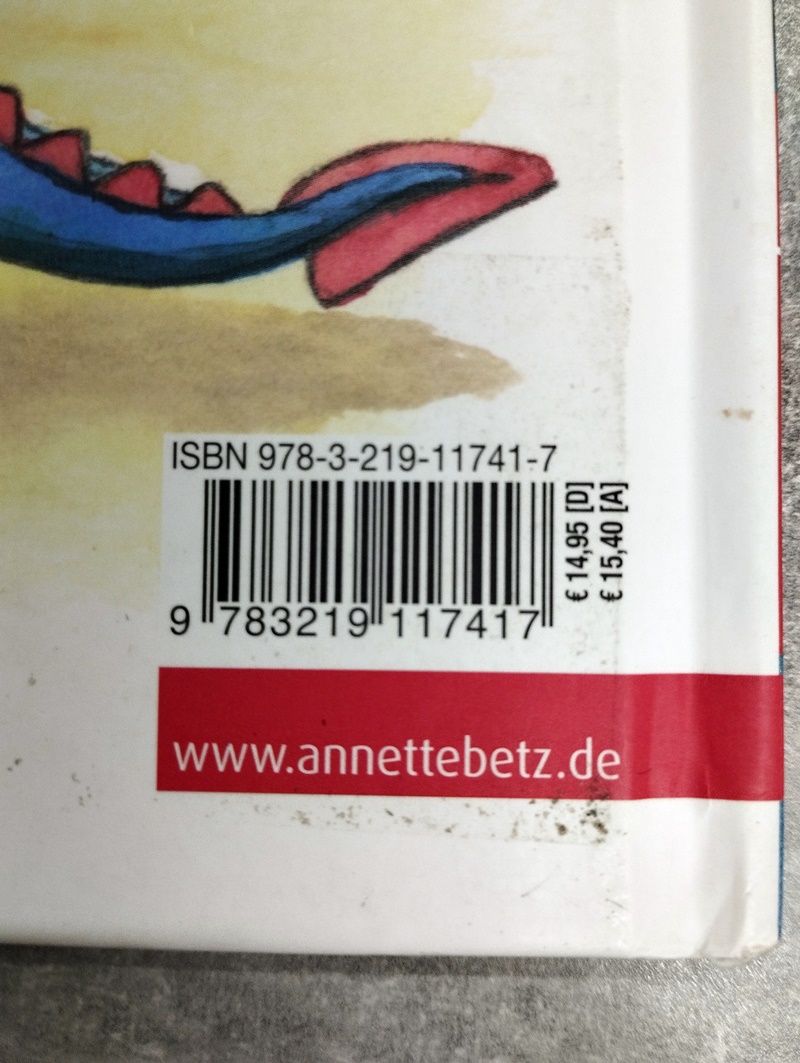 ISBN 978-3-219-11741-7
€ 14,95 [D]
€ 15,40 [A]
9 783219 117417
www.annettebetz.de